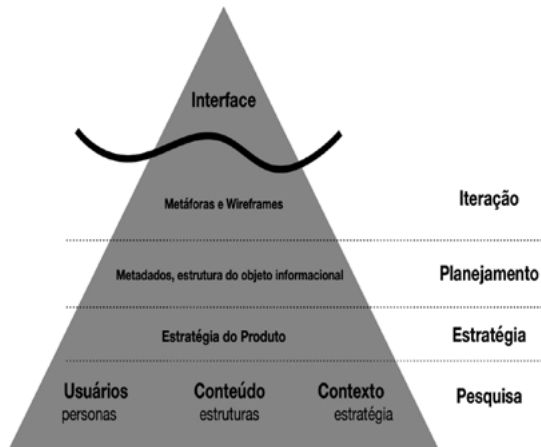 Interface
Metáforas e Wireframes
Iteração
Metadados, estrutura do objeto informacional
Planejamento
Estratégia do Produto
Estratégia
Usuários Conteúdo Contexto
personas estruturas estratégia
Pesquisa